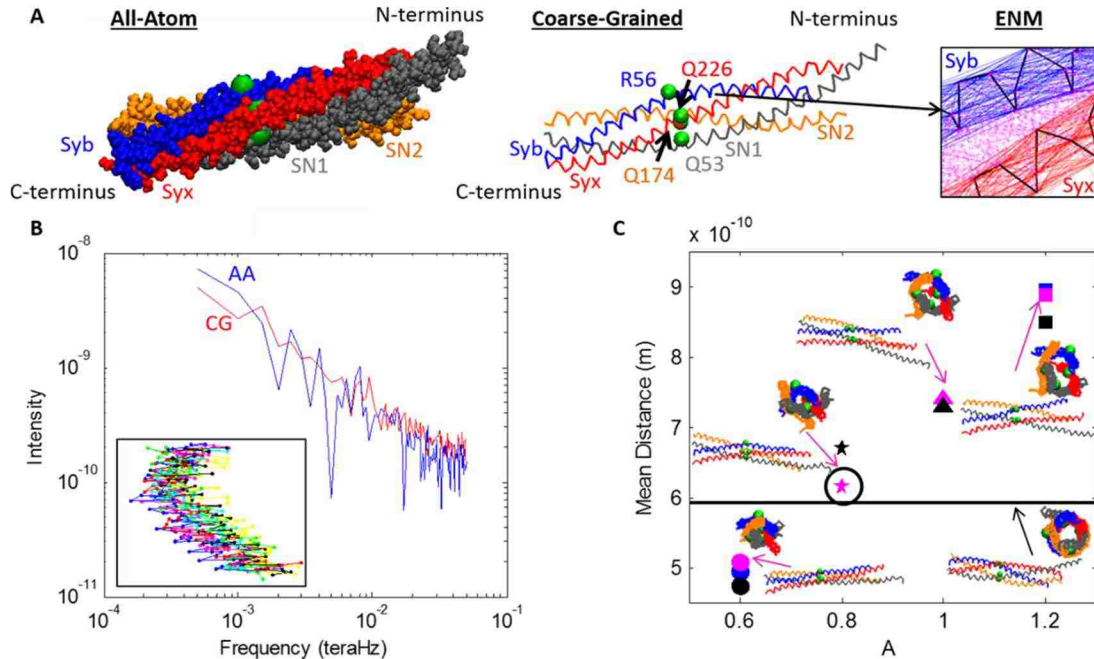 A
All-Atom
N-terminus
Syb
Syx
SN1
SN2
C-terminus
Coarse-Grained
N-terminus
R56
Q226
SN2
Syb
SN1
Syx
Q53
Q174
C-terminus
ENM
Syb
Syx
B
10^-8
10^-9
10^-10
10^-11
Intensity
AA
CG
10^-4
10^-3
10^-2
10^-1
Frequency (teraHz)
C
x 10^-10
9
8
7
6
5
Mean Distance (m)
0.6
0.8
1
1.2
A